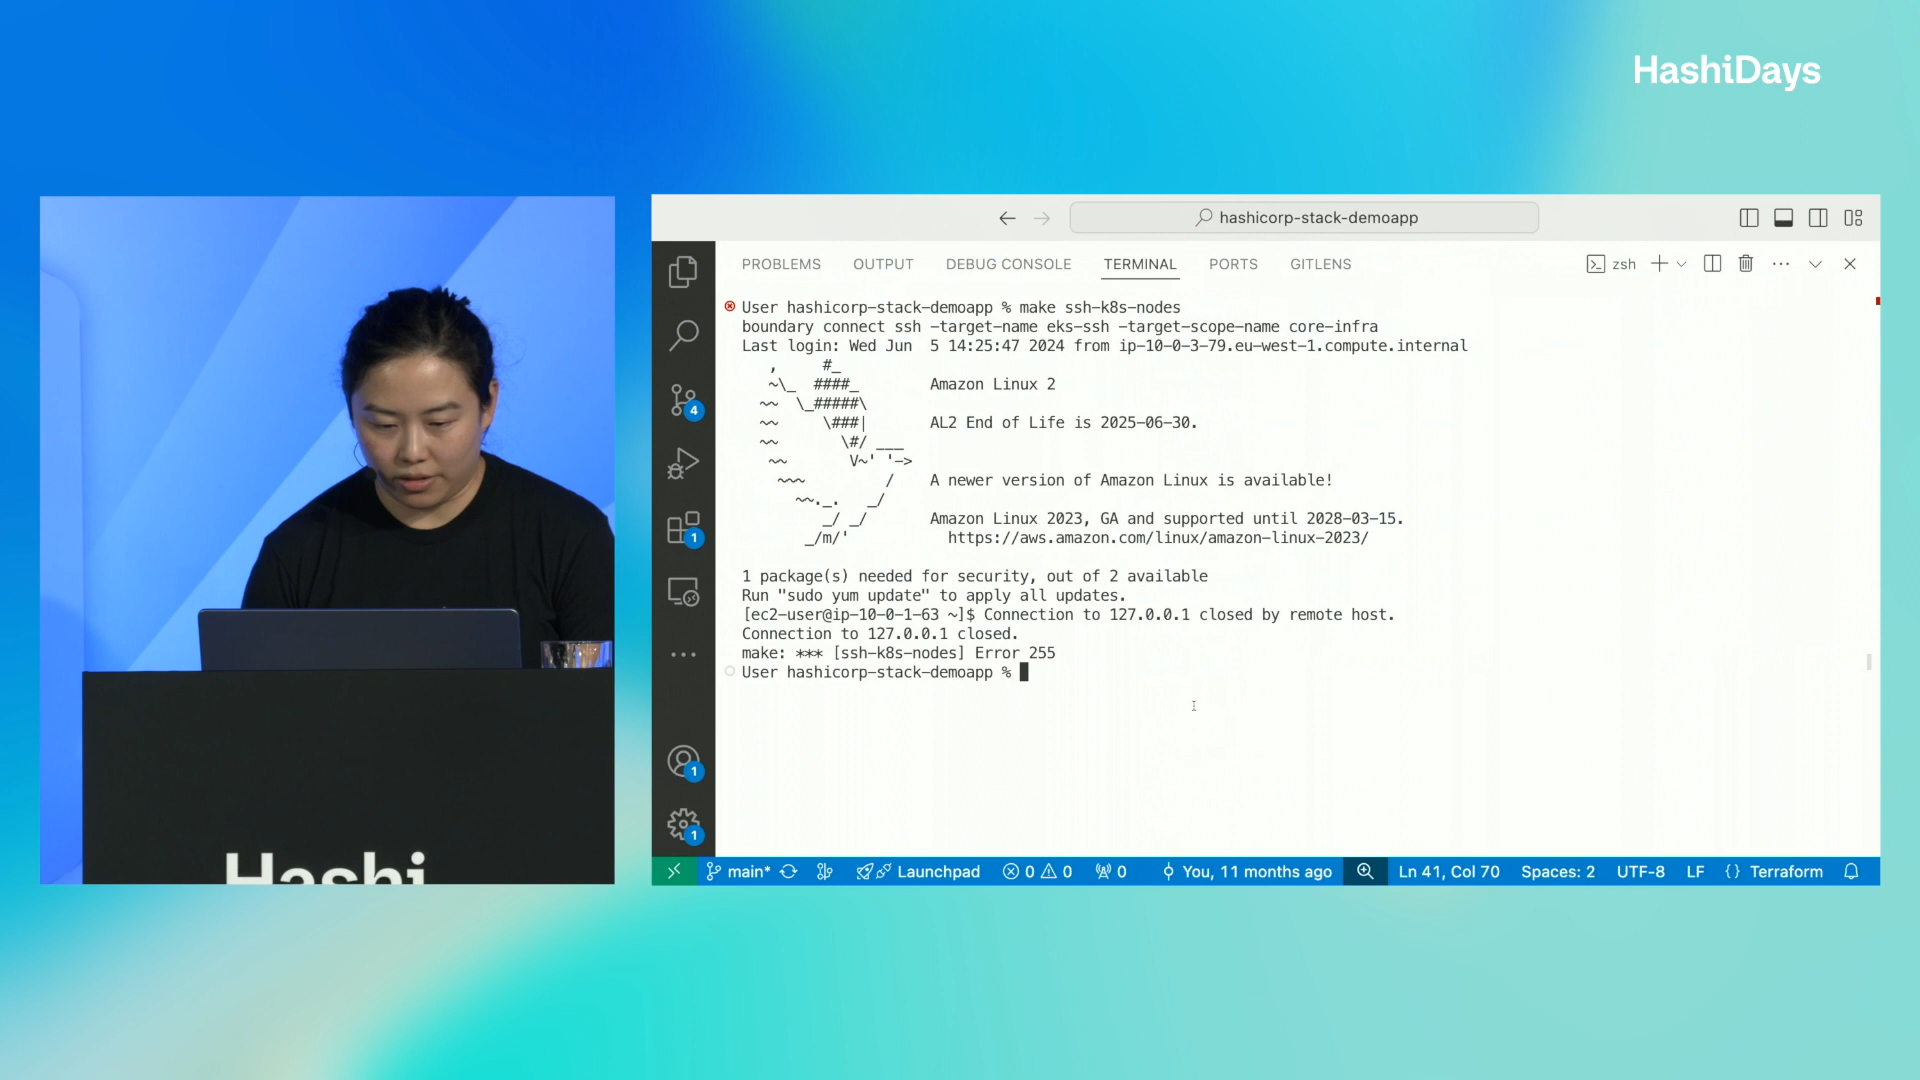 HashiDays
hashicorp-stack-demoapp
PROBLEMS OUTPUT DEBUG CONSOLE TERMINAL PORTS GITLENS zsh
User hashicorp-stack-demoapp % make ssh-k8s-nodes
boundary connect ssh -target-name eks-ssh -target-scope-name core-infra
Last login: Wed Jun  5 14:25:47 2024 from ip-10-0-3-79.eu-west-1.compute.internal
   ,     #_
   ~\_  ####_        Amazon Linux 2
  ~~  \_#####\
  ~~     \###|       AL2 End of Life is 2025-06-30.
  ~~       \#/ ___
   ~~       V~' '->
    ~~~         /    A newer version of Amazon Linux is available!
      ~~._.   _/
         _/ _/       Amazon Linux 2023, GA and supported until 2028-03-15.
       _/m/'           https://aws.amazon.com/linux/amazon-linux-2023/
1 package(s) needed for security, out of 2 available
Run "sudo yum update" to apply all updates.
[ec2-user@ip-10-0-1-63 ~]$ Connection to 127.0.0.1 closed by remote host.
Connection to 127.0.0.1 closed.
make: *** [ssh-k8s-nodes] Error 255
User hashicorp-stack-demoapp %
4
1
1
1
main* Launchpad 0 0 0 You, 11 months ago Ln 41, Col 70 Spaces: 2 UTF-8 LF {} Terraform
Hashi